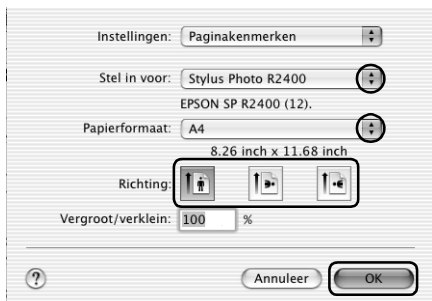 Instellingen: Paginakenmerken
Stel in voor: Stylus Photo R2400
EPSON SP R2400 (12).
Papierformaat: A4
8.26 inch x 11.68 inch
Richting:
Vergroot/verklein: 100 %
? Annuleer OK